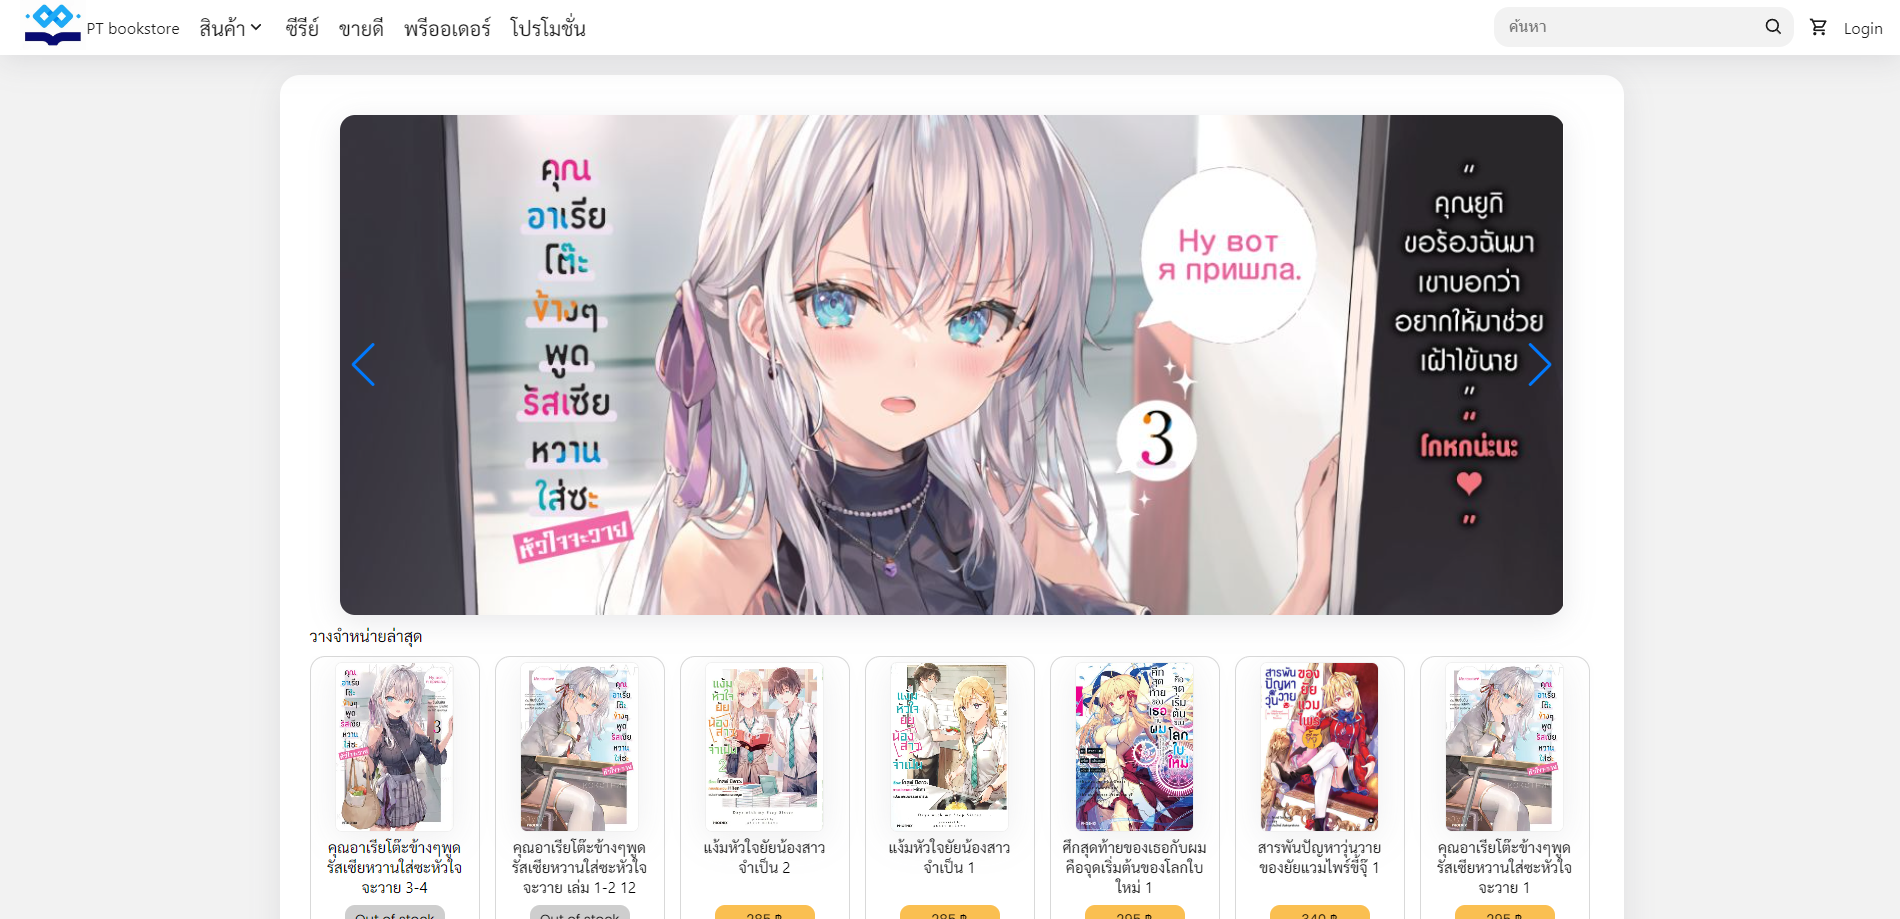 PT bookstore
สินค้า
ซีรีย์
ขายดี
พรีออเดอร์
โปรโมชั่น
ค้นหา
Login
คุณ
อาเรีย
โต๊ะ
ข้างๆ
พูด
รัสเซีย
หวาน
ใส่ซะ
หัวใจจะวาย
Ну вот
я пришла.
3
“
คุณยูกิ
ขอร้องฉันมา
เขาบอกว่า
อยากให้มาช่วย
เฝ้าไข้นาย
”
“
โกหกน่ะนะ
”
วางจำหน่ายล่าสุด
คุณอาเรียโต๊ะข้างๆพูด
รัสเซียหวานใส่ซะหัวใจ
จะวาย 3-4
Out of stock
คุณอาเรียโต๊ะข้างๆพูด
รัสเซียหวานใส่ซะหัวใจ
จะวาย เล่ม 1-2 12
Out of stock
แง้มหัวใจยัยน้องสาว
จำเป็น 2
285 ฿
แง้มหัวใจยัยน้องสาว
จำเป็น 1
285 ฿
ศึกสุดท้ายของเธอกับผม
คือจุดเริ่มต้นของโลกใบ
ใหม่ 1
295 ฿
สารพันปัญหาวุ่นวาย
ของยัยแวมไพร์ขี้จุ๊ 1
340 ฿
คุณอาเรียโต๊ะข้างๆพูด
รัสเซียหวานใส่ซะหัวใจ
จะวาย 1
295 ฿